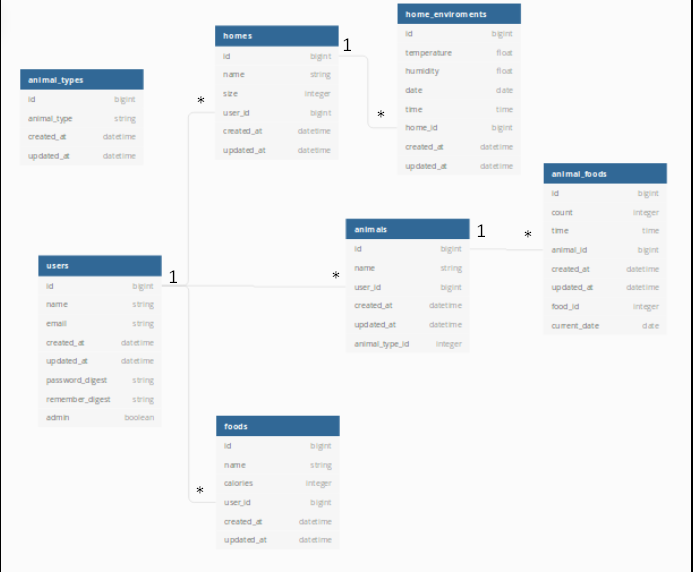 home_enviroments
id bigint
temperature float
humidity float
date date
time time
home_id bigint
created_at datetime
updated_at datetime
homes
id bigint
name string
size integer
user_id bigint
created_at datetime
updated_at datetime
1
*
*
animal_types
id bigint
animal_type string
created_at datetime
updated_at datetime
animal_foods
id bigint
count integer
time time
animal_id bigint
created_at datetime
updated_at datetime
food_id integer
current_date date
animals
id bigint
name string
user_id bigint
created_at datetime
updated_at datetime
animal_type_id integer
1
*
users
id bigint
name string
email string
created_at datetime
updated_at datetime
password_digest string
remember_digest string
admin boolean
1
*
foods
id bigint
name string
calories integer
user_id bigint
created_at datetime
updated_at datetime
*